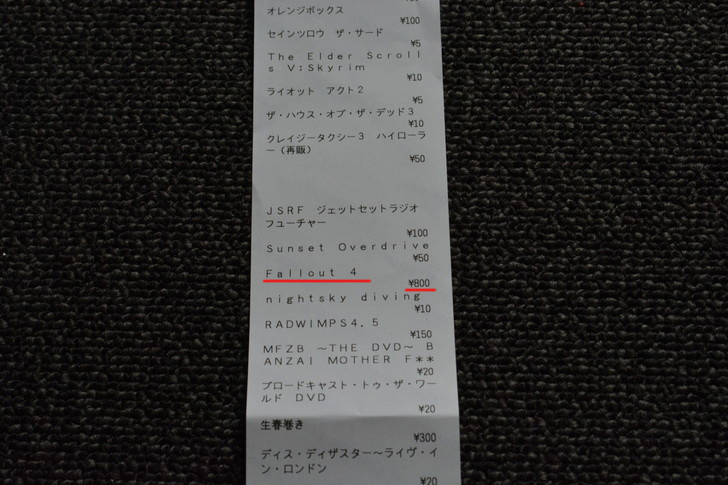 オレンジボックス
¥100
セインツロウ　ザ・サード
¥5
Ｔｈｅ　Ｅｌｄｅｒ　Ｓｃｒｏｌｌ
ｓ　Ｖ：Ｓｋｙｒｉｍ
¥10
ライオット　アクト２
¥5
ザ・ハウス・オブ・ザ・デッド３
¥10
クレイジータクシー３　ハイローラ
ー（再販）
¥50
ＪＳＲＦ　ジェットセットラジオ
フューチャー
¥100
Ｓｕｎｓｅｔ　Ｏｖｅｒｄｒｉｖｅ
¥50
Ｆａｌｌｏｕｔ　４
¥800
ｎｉｇｈｔｓｋｙ　ｄｉｖｉｎｇ
¥10
ＲＡＤＷＩＭＰＳ４．５
¥150
ＭＦＺＢ　～ＴＨＥ　ＤＶＤ～　Ｂ
ＡＮＺＡＩ　ＭＯＴＨＥＲ　Ｆ＊＊
¥20
ブロードキャスト・トゥ・ザ・ワー
ルド　ＤＶＤ
¥20
生春巻き
¥300
ディス・ディザスター～ライヴ・イ
ン・ロンドン
¥20